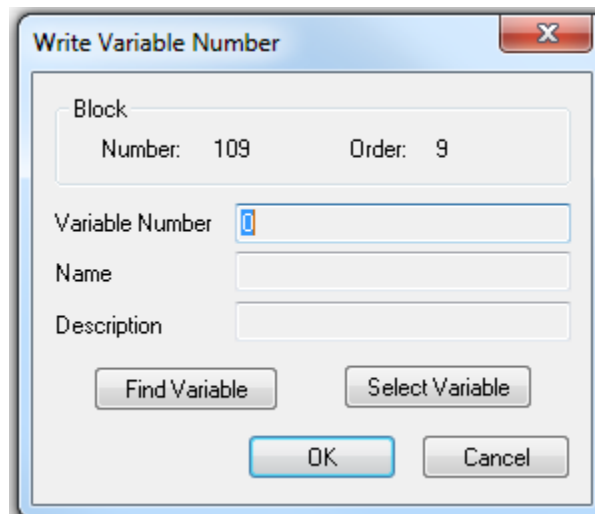 Write Variable Number
Block
Number: 109 Order: 9
Variable Number 0
Name
Description
Find Variable Select Variable
OK Cancel